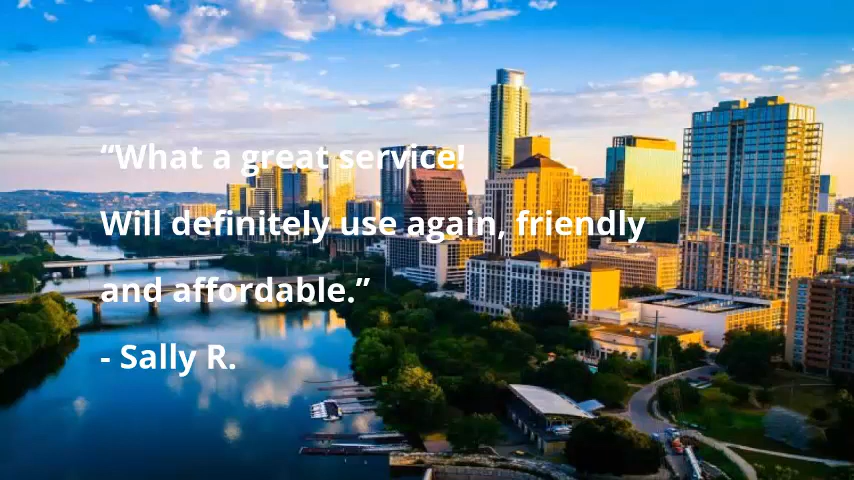 “What a great service!
Will definitely use again, friendly
and affordable.”
- Sally R.